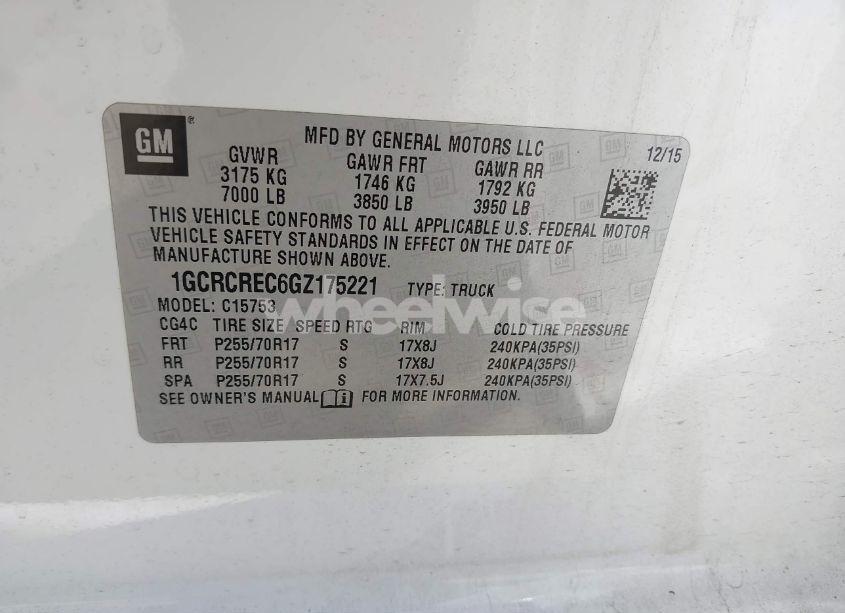 GM ®
MFD BY GENERAL MOTORS LLC
12/15
GVWR GAWR FRT GAWR RR
3175 KG 1746 KG 1792 KG
7000 LB 3850 LB 3950 LB
THIS VEHICLE CONFORMS TO ALL APPLICABLE U.S. FEDERAL MOTOR
VEHICLE SAFETY STANDARDS IN EFFECT ON THE DATE OF
MANUFACTURE SHOWN ABOVE.
1GCRCREC6GZ175221 TYPE: TRUCK
wheelwise
MODEL: C15753
CG4C TIRE SIZE SPEED RTG RIM COLD TIRE PRESSURE
FRT P255/70R17 S 17X8J 240KPA(35PSI)
RR P255/70R17 S 17X8J 240KPA(35PSI)
SPA P255/70R17 S 17X7.5J 240KPA(35PSI)
SEE OWNER'S MANUAL i FOR MORE INFORMATION.